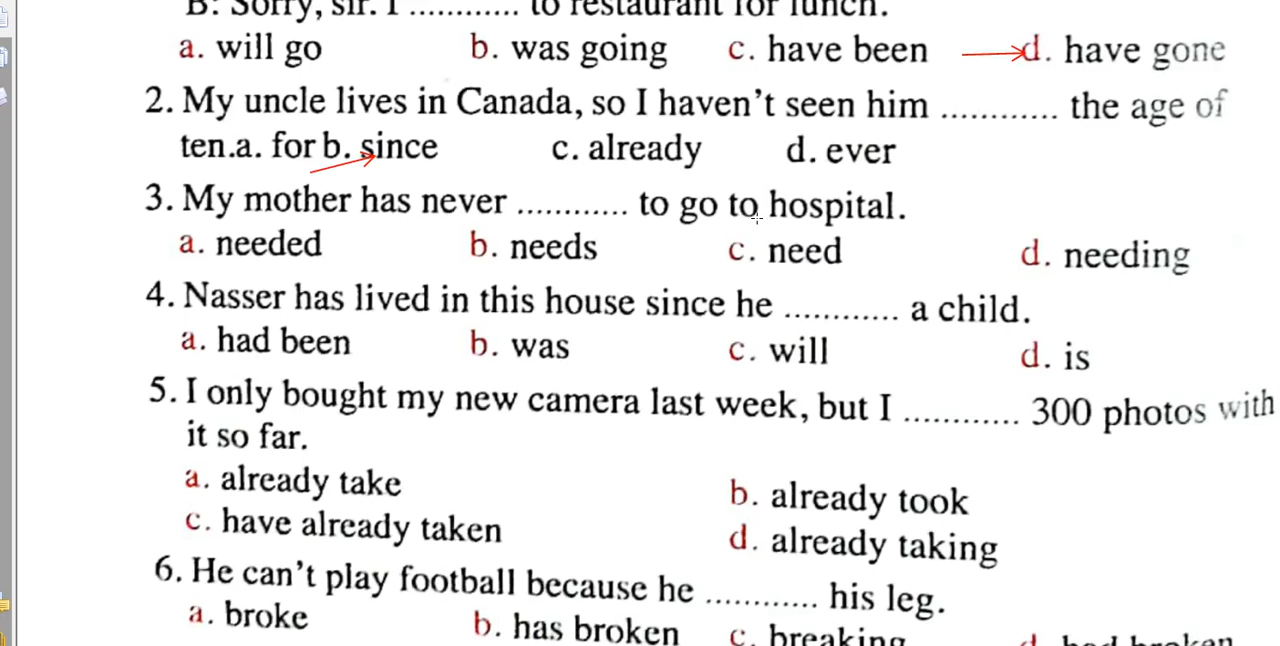 B: Sorry, sir. I ............ to restaurant for lunch.
a. will go b. was going c. have been d. have gone
2. My uncle lives in Canada, so I haven't seen him ............ the age of
ten.a. for b. since c. already d. ever
3. My mother has never ............ to go to hospital.
a. needed b. needs c. need d. needing
4. Nasser has lived in this house since he ............ a child.
a. had been b. was c. will d. is
5. I only bought my new camera last week, but I ............ 300 photos with
it so far.
a. already take b. already took
c. have already taken d. already taking
6. He can't play football because he ............ his leg.
a. broke b. has broken c. breaking d. had broken